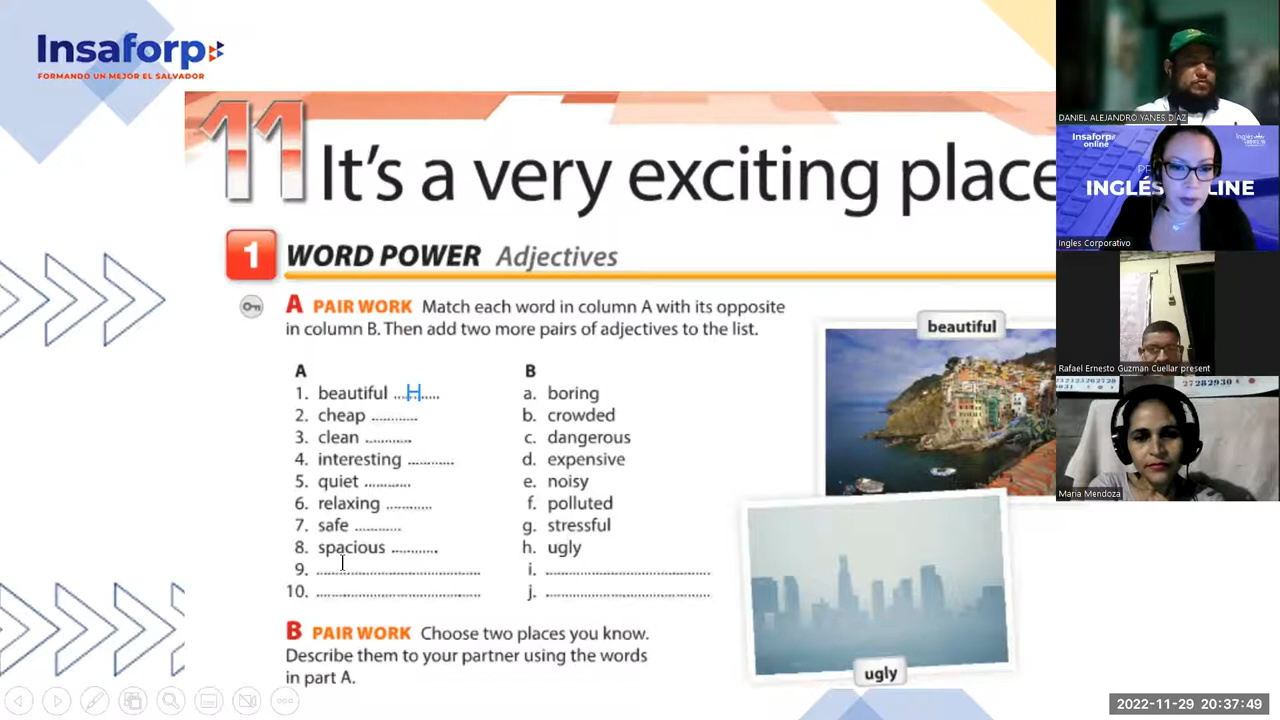 Insaforp
FORMANDO UN MEJOR EL SALVADOR
11 It's a very exciting place
1 WORD POWER Adjectives
A PAIR WORK Match each word in column A with its opposite
in column B. Then add two more pairs of adjectives to the list.
A
1. beautiful ....H.....
2. cheap ...........
3. clean ...........
4. interesting ...........
5. quiet ...........
6. relaxing ...........
7. safe ...........
8. spacious ...........
9. ........................................
10. ........................................
B
a. boring
b. crowded
c. dangerous
d. expensive
e. noisy
f. polluted
g. stressful
h. ugly
i. ........................................
j. ........................................
beautiful
ugly
B PAIR WORK Choose two places you know.
Describe them to your partner using the words
in part A.
DANIEL ALEJANDRO YANES DIAZ
Insaforp
online
INGLÉS
LINE
Ingles Corporativo
Rafael Ernesto Guzman Cuellar present
27282930
Maria Mendoza
2022-11-29 20:37:49